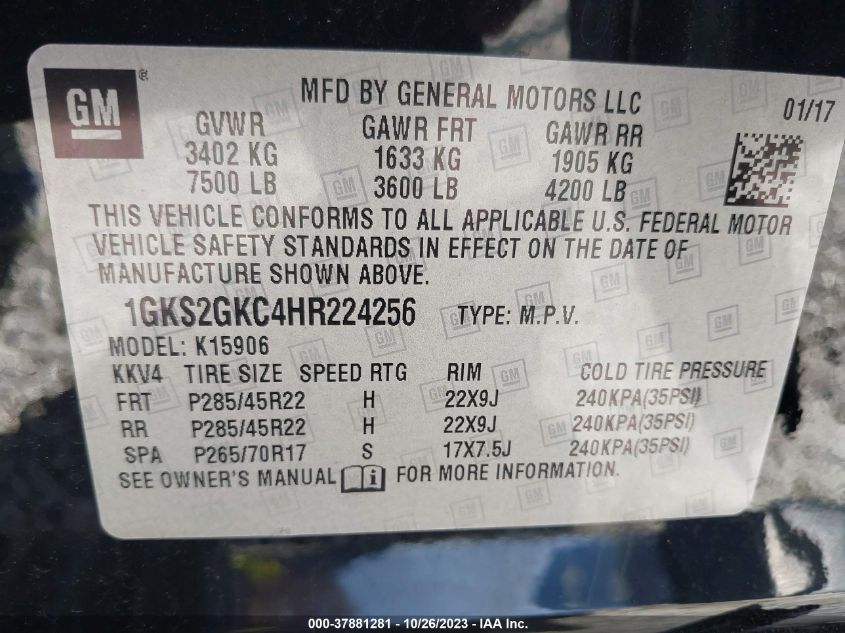 GM
®
MFD BY GENERAL MOTORS LLC
01/17
GVWR GAWR FRT GAWR RR
3402 KG 1633 KG 1905 KG
7500 LB 3600 LB 4200 LB
THIS VEHICLE CONFORMS TO ALL APPLICABLE U.S. FEDERAL MOTOR
VEHICLE SAFETY STANDARDS IN EFFECT ON THE DATE OF
MANUFACTURE SHOWN ABOVE.
1GKS2GKC4HR224256 TYPE: M.P.V.
MODEL: K15906
KKV4 TIRE SIZE SPEED RTG RIM COLD TIRE PRESSURE
FRT P285/45R22 H 22X9J 240KPA(35PSI)
RR P285/45R22 H 22X9J 240KPA(35PSI)
SPA P265/70R17 S 17X7.5J 240KPA(35PSI)
SEE OWNER'S MANUAL i FOR MORE INFORMATION.
000-37881281 - 10/26/2023 - IAA Inc.